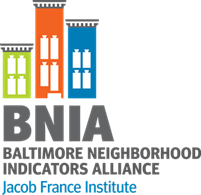 BNIA
BALTIMORE NEIGHBORHOOD
INDICATORS ALLIANCE
Jacob France Institute